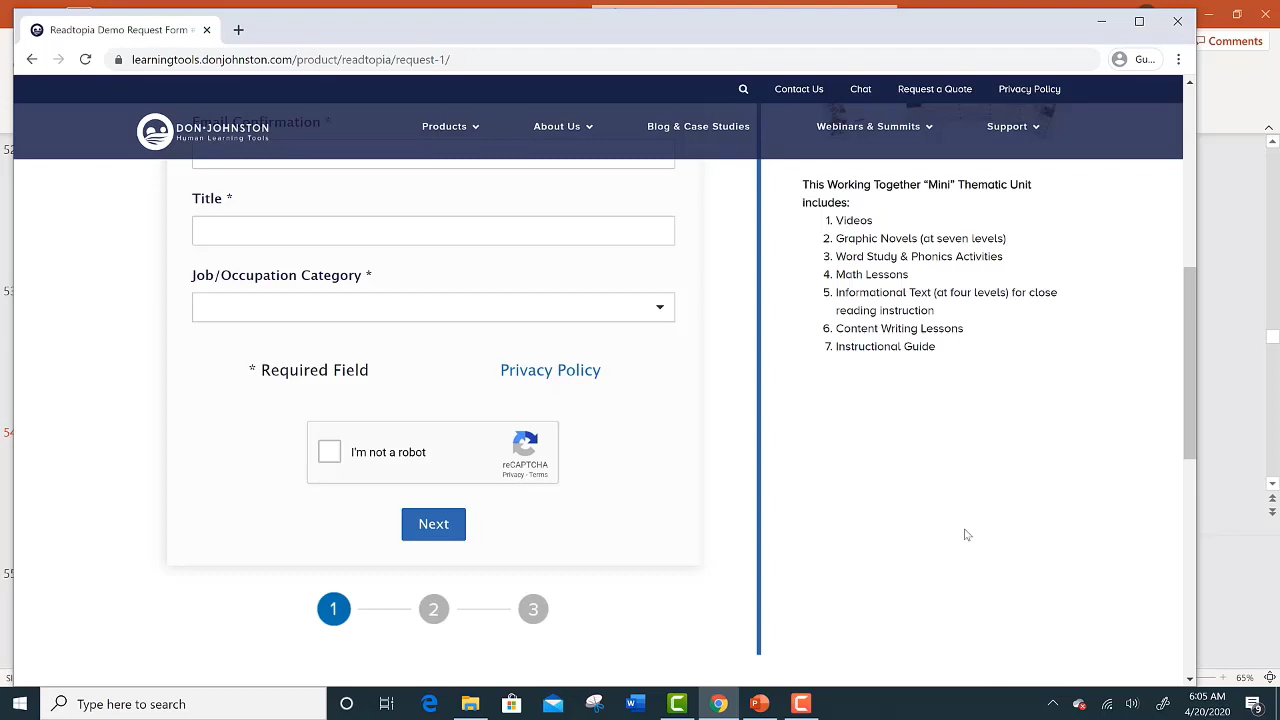 Readtopia Demo Request Form
Comments
learningtools.donjohnston.com/product/readtopia/request-1/
Gu...
Contact Us
Chat
Request a Quote
Privacy Policy
Email Confirmation *
DON JOHNSTON
Human Learning Tools
Products
About Us
Blog & Case Studies
Webinars & Summits
Support
Title *
Job/Occupation Category *
* Required Field
Privacy Policy
I'm not a robot
reCAPTCHA
Privacy - Terms
Next
1
2
3
This Working Together “Mini” Thematic Unit
includes:
1. Videos
2. Graphic Novels (at seven levels)
3. Word Study & Phonics Activities
4. Math Lessons
5. Informational Text (at four levels) for close
reading instruction
6. Content Writing Lessons
7. Instructional Guide
65%
Type here to search
6:05 AM
4/20/2020